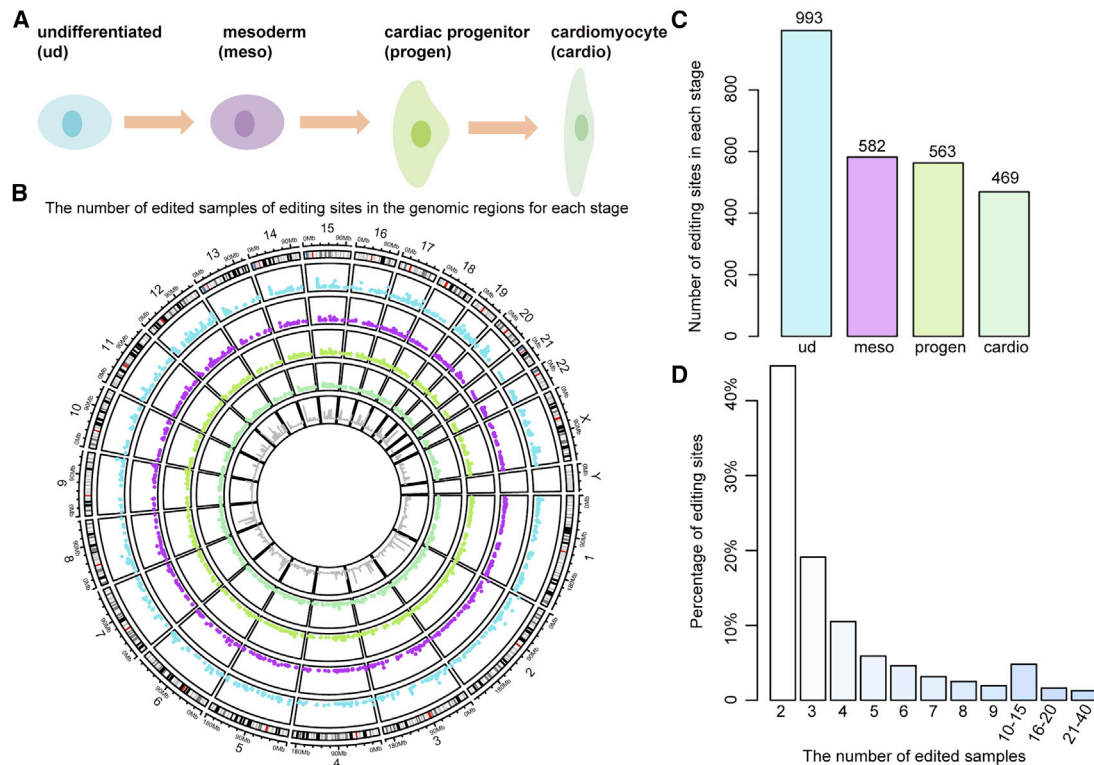 A
undifferentiated
(ud)
mesoderm
(meso)
cardiac progenitor
(progen)
cardiomyocyte
(cardio)
B
The number of edited samples of editing sites in the genomic regions for each stage
15
16
17
18
19
20
21
22
X
Y
1
2
3
4
5
6
7
8
9
10
11
12
13
14
0Mb
90Mb
180Mb
C
Number of editing sites in each stage
0
200
400
600
800
993
582
563
469
ud
meso
progen
cardio
D
Percentage of editing sites
40%
30%
20%
10%
0
2
3
4
5
6
7
8
9
10-15
16-20
21-40
The number of edited samples